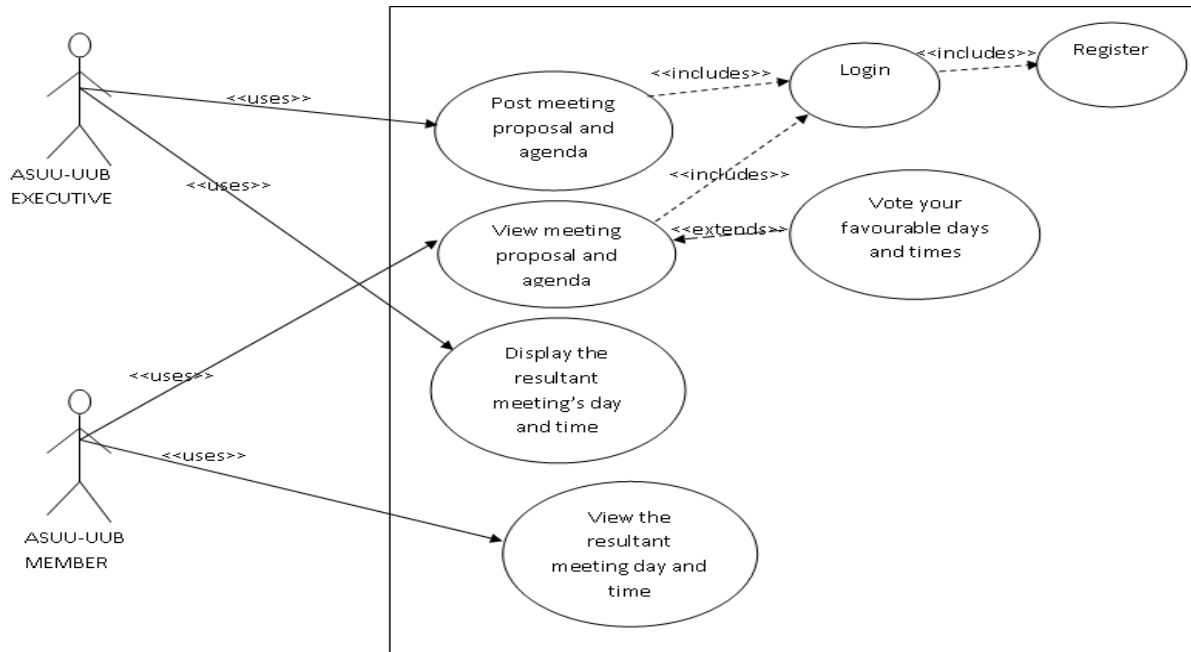 <<uses>>
ASUU-UUB
EXECUTIVE
<<uses>>
Post meeting
proposal and
agenda
<<includes>>
Login
<<includes>>
Register
<<includes>>
View meeting
proposal and
agenda
<<extends>>
Vote your
favourable days
and times
Display the
resultant
meeting's day
and time
<<uses>>
<<uses>>
ASUU-UUB
MEMBER
View the
resultant
meeting day and
time